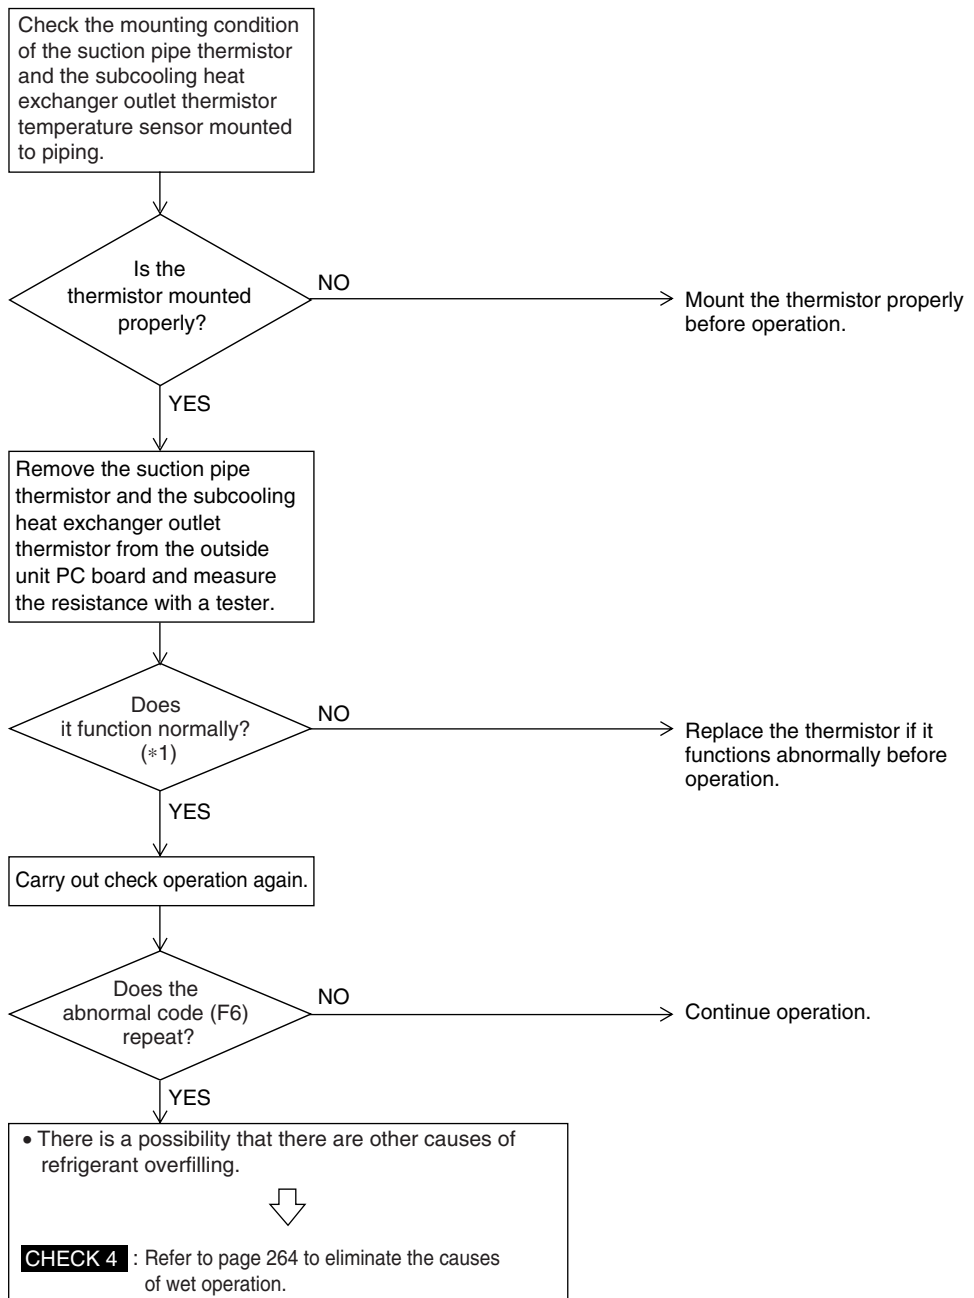 Check the mounting condition
of the suction pipe thermistor
and the subcooling heat
exchanger outlet thermistor
temperature sensor mounted
to piping.
Is the
thermistor mounted
properly?
NO
Mount the thermistor properly
before operation.
YES
Remove the suction pipe
thermistor and the subcooling
heat exchanger outlet
thermistor from the outside
unit PC board and measure
the resistance with a tester.
Does
it function normally?
(*1)
NO
Replace the thermistor if it
functions abnormally before
operation.
YES
Carry out check operation again.
Does the
abnormal code (F6)
repeat?
NO
Continue operation.
YES
• There is a possibility that there are other causes of
refrigerant overfilling.
CHECK 4 : Refer to page 264 to eliminate the causes
of wet operation.